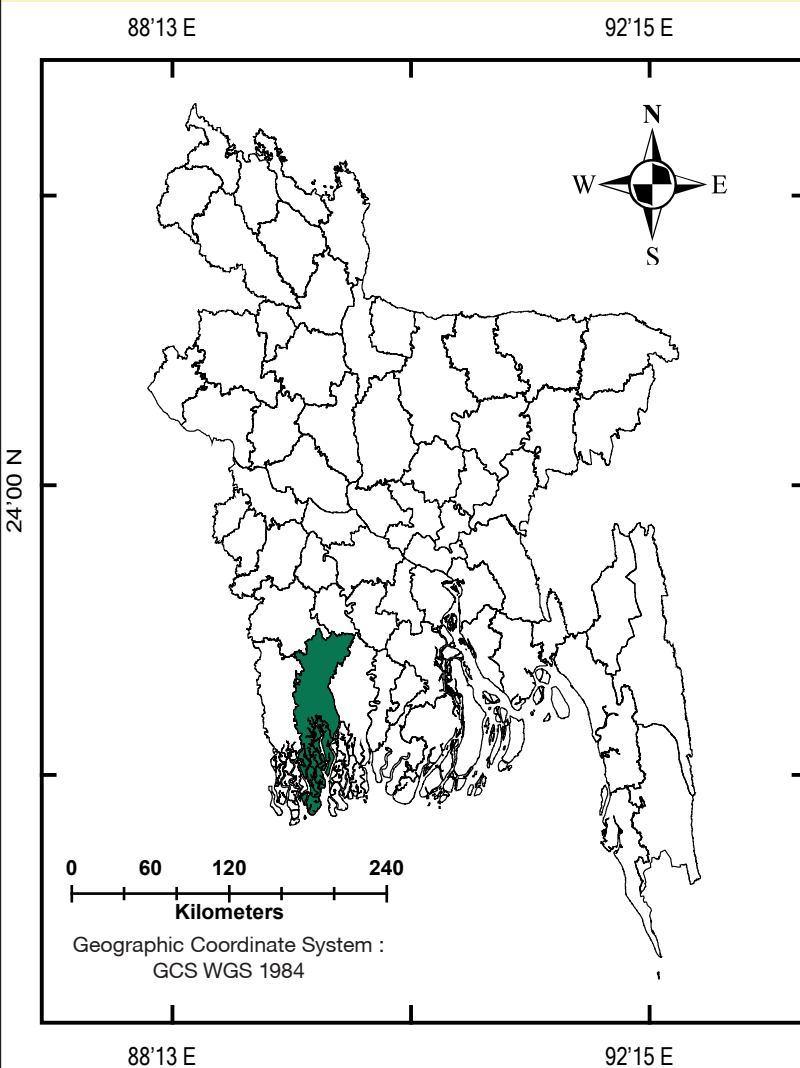 88'13 E
92'15 E
N
W
E
S
24'00 N
0 60 120 240
Kilometers
Geographic Coordinate System :
GCS WGS 1984
88'13 E
92'15 E